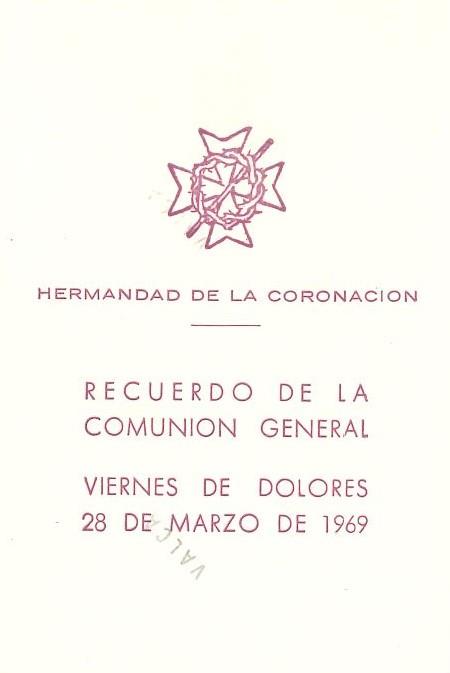 HERMANDAD DE LA CORONACION
RECUERDO DE LA
COMUNION GENERAL
VIERNES DE DOLORES
28 DE MARZO DE 1969